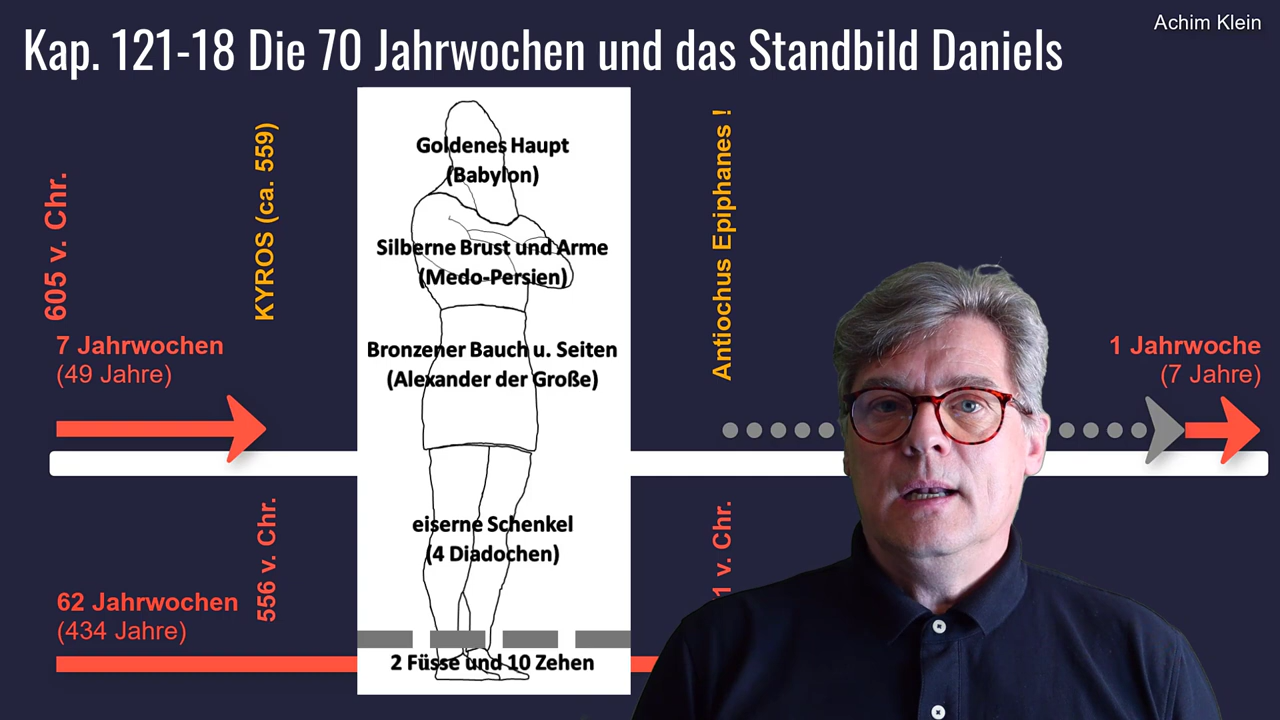 Achim Klein
Kap. 121-18 Die 70 Jahrwochen und das Standbild Daniels
605 v. Chr.
KYROS (ca. 559)
Goldenes Haupt
(Babylon)
Silberne Brust und Arme
(Medo-Persien)
Bronzener Bauch u. Seiten
(Alexander der Große)
eiserne Schenkel
(4 Diadochen)
2 Füsse und 10 Zehen
Antiochus Epiphanes !
7 Jahrwochen
(49 Jahre)
1 Jahrwoche
(7 Jahre)
556 v. Chr.
1 v. Chr.
62 Jahrwochen
(434 Jahre)